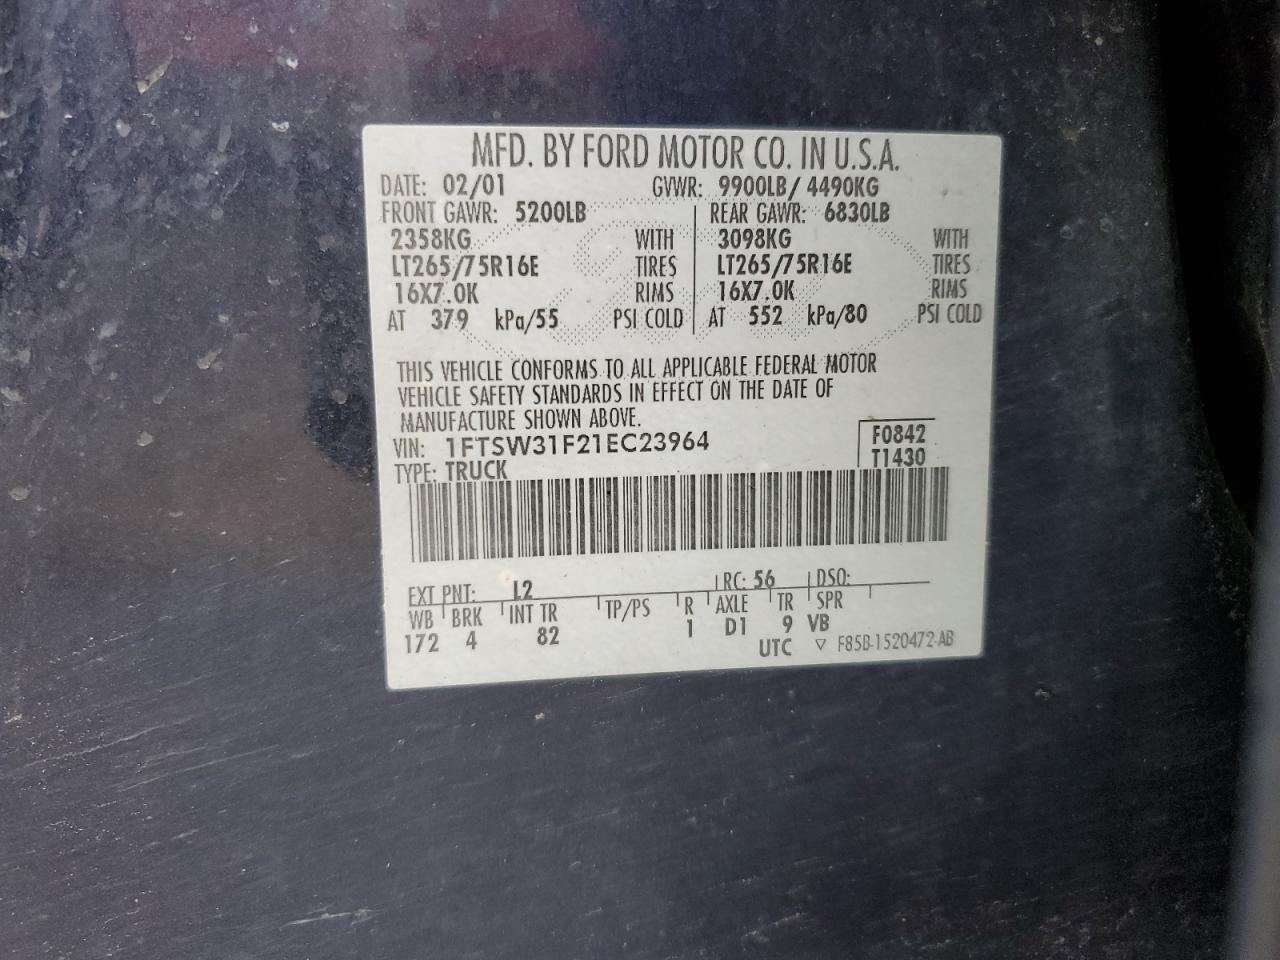 MFD. BY FORD MOTOR CO. IN U.S.A.
DATE: 02/01 GVWR: 9900LB/ 4490KG
FRONT GAWR: 5200LB REAR GAWR: 6830LB
2358KG WITH 3098KG WITH
LT265/75R16E TIRES LT265/75R16E TIRES
16X7.0K RIMS 16X7.0K RIMS
AT 379 kPa/55 PSI COLD AT 552 kPa/80 PSI COLD
THIS VEHICLE CONFORMS TO ALL APPLICABLE FEDERAL MOTOR
VEHICLE SAFETY STANDARDS IN EFFECT ON THE DATE OF
MANUFACTURE SHOWN ABOVE.
VIN: 1FTSW31F21EC23964 F0842
TYPE: TRUCK T1430
EXT PNT: L2 RC: 56 DSO:
WB BRK INT TR TP/PS R AXLE TR SPR
172 4 82 1 D1 9 VB
UTC ▽ F85B-1520472-AB